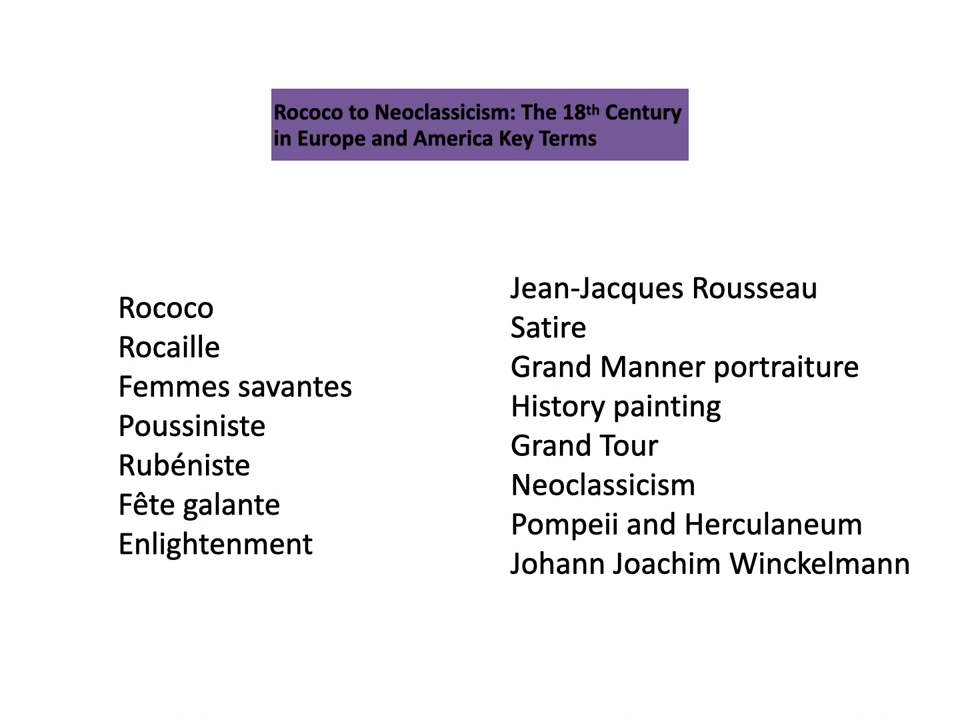 Rococo to Neoclassicism: The 18th Century
in Europe and America Key Terms
Rococo
Rocaille
Femmes savantes
Poussiniste
Rubéniste
Fête galante
Enlightenment
Jean-Jacques Rousseau
Satire
Grand Manner portraiture
History painting
Grand Tour
Neoclassicism
Pompeii and Herculaneum
Johann Joachim Winckelmann